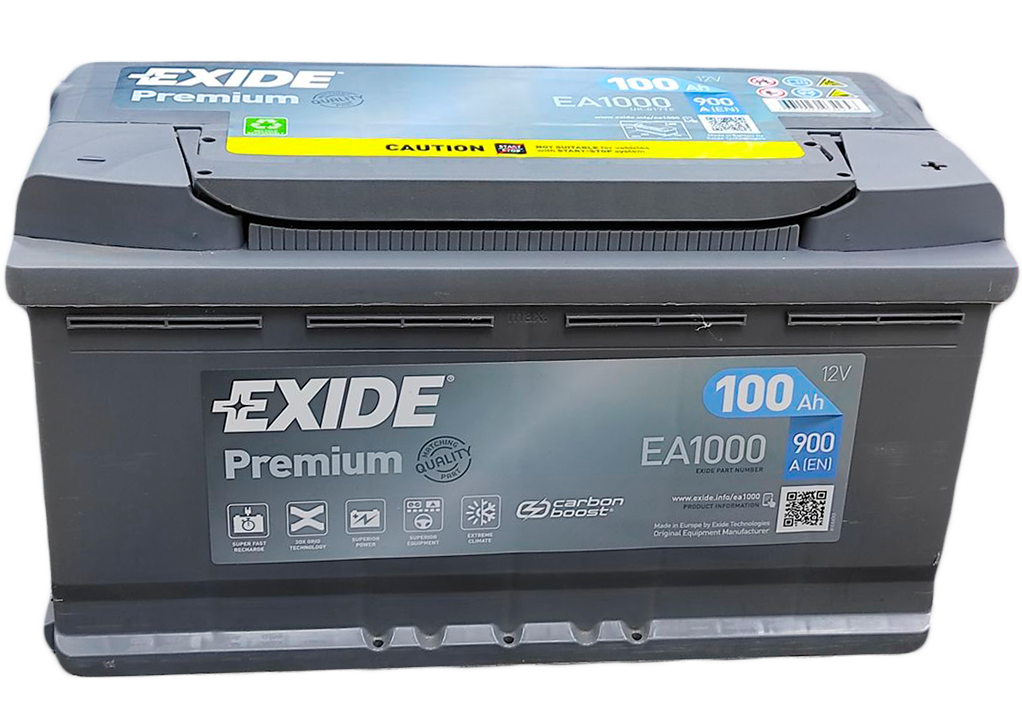 EXIDE®
Premium
QUALITY
100 Ah
12V
EA1000
900
A (EN)
www.exide.info/ea1000
CAUTION
START STOP
NOT SUITABLE for vehicles
with START-STOP system
-
+
max.
EXIDE®
Premium
MATCHING
QUALITY
PART
100 Ah
12V
EA1000
EXIDE PART NUMBER
900
A (EN)
www.exide.info/ea1000
PRODUCT INFORMATION
SUPER FAST
RECHARGE
3DX GRID
TECHNOLOGY
SUPERIOR
POWER
SUPERIOR
EQUIPMENT
EXTREME
CLIMATE
carbon
boost®
Made in Europe by Exide Technologies
Original Equipment Manufacturer